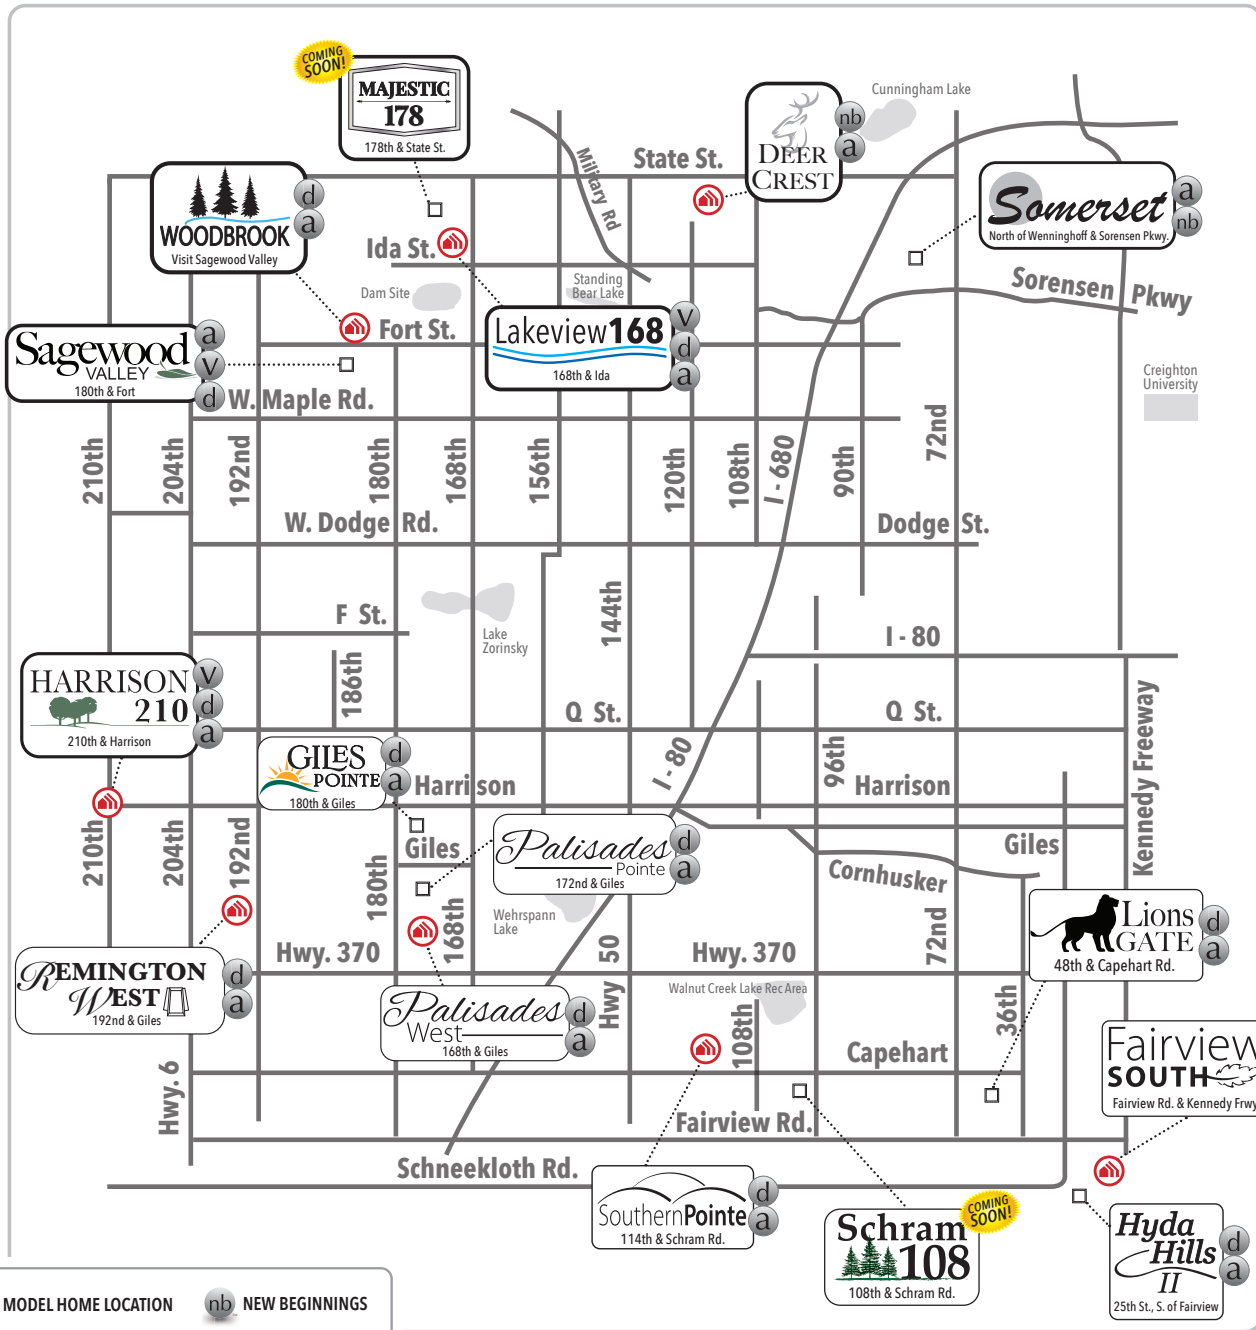 COMING
SOON!
MAJESTIC
178
178th & State St.
Cunningham Lake
DEER
CREST
nb
a
State St.
Military Rd
WOODBROOK
Visit Sagewood Valley
d
a
Somerset
North of Wenninghoff & Sorensen Pkwy.
a
nb
Ida St.
Dam Site
Standing
Bear Lake
Sorensen Pkwy
Fort St.
Lakeview168
168th & Ida
v
d
a
Sagewood
VALLEY
180th & Fort
a
v
d
W. Maple Rd.
Creighton
University
210th
204th
192nd
180th
168th
156th
120th
108th
I - 680
90th
72nd
W. Dodge Rd.
Dodge St.
F St.
Lake
Zorinsky
144th
I - 80
186th
HARRISON
210
210th & Harrison
v
d
a
Q St.
Q St.
Kennedy Freeway
GILES
POINTE
180th & Giles
d
a
Harrison
I - 80
96th
Harrison
210th
204th
192nd
180th
Giles
168th
Palisades
Pointe
172nd & Giles
d
a
Giles
Cornhusker
Wehrspann
Lake
Lions
GATE
48th & Capehart Rd.
d
a
REMINGTON
WEST
192nd & Giles
d
a
Hwy. 370
Hwy 50
Hwy. 370
72nd
Walnut Creek Lake Rec Area
36th
Palisades
West
168th & Giles
d
a
108th
Capehart
Fairview
SOUTH
Fairview Rd. & Kennedy Frwy
Hwy. 6
Fairview Rd.
Schneekloth Rd.
SouthernPointe
114th & Schram Rd.
d
a
COMING
SOON!
Schram
108
108th & Schram Rd.
Hyda
Hills
II
25th St., S. of Fairview
d
a
MODEL HOME LOCATION
nb NEW BEGINNINGS